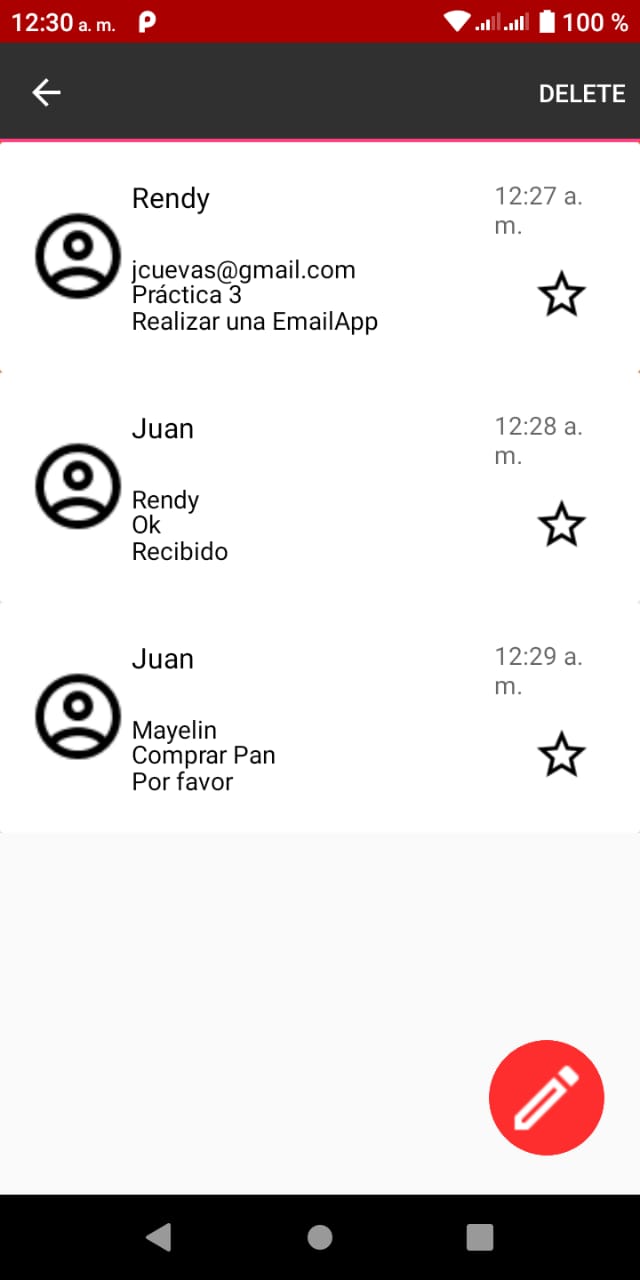 12:30 a. m. 100 %
DELETE
Rendy
12:27 a.
m.
jcuevas@gmail.com
Práctica 3
Realizar una EmailApp
Juan
12:28 a.
m.
Rendy
Ok
Recibido
Juan
12:29 a.
m.
Mayelin
Comprar Pan
Por favor